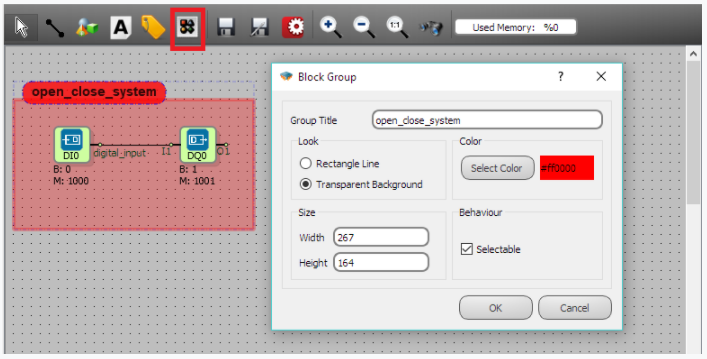 A
1:1
Used Memory: %0
open_close_system
DI0
digital_input
I1
DQ0
O1
B: 0
B: 1
M: 1000
M: 1001
Block Group
?
Group Title
open_close_system
Look
Color
Rectangle Line
Transparent Background
Select Color
#ff0000
Size
Behaviour
Width
267
Height
164
Selectable
OK
Cancel